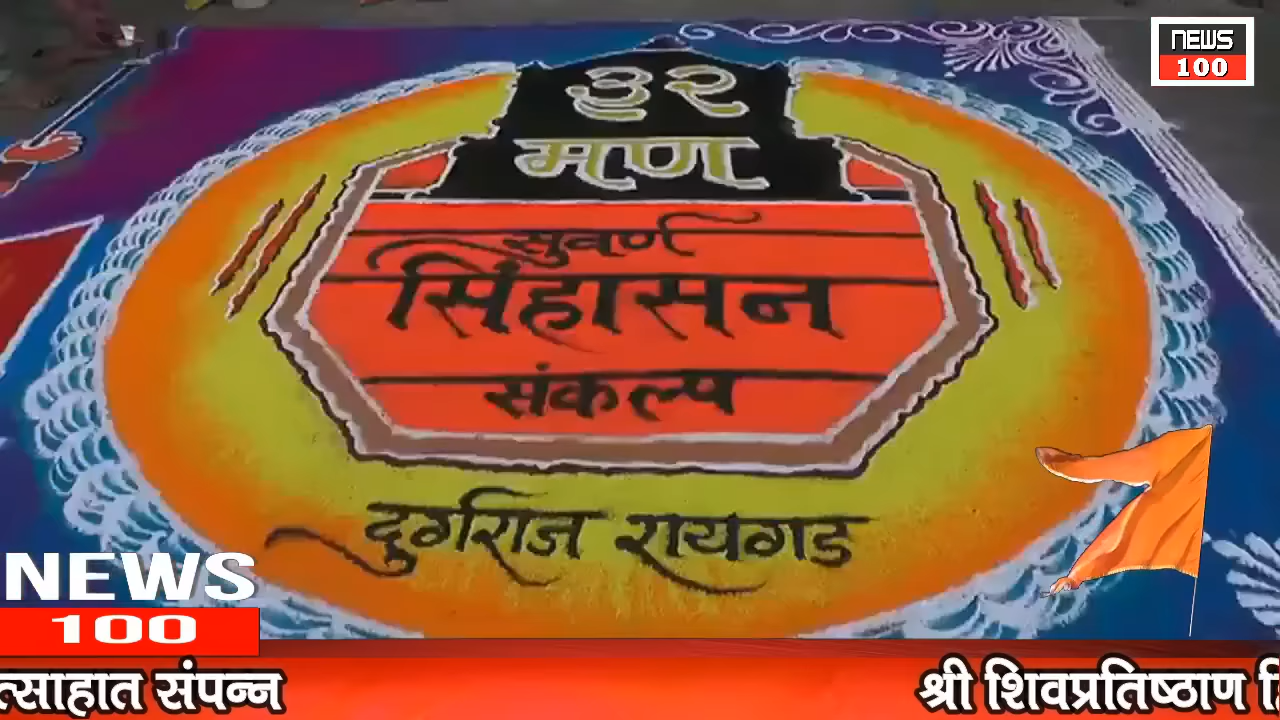 NEWS
100
३२
मण
सुवर्ण
सिंहासन
संकल्प
दुर्गराज रायगड
NEWS
100
त्साहात संपन्न
श्री शिवप्रतिष्ठाण